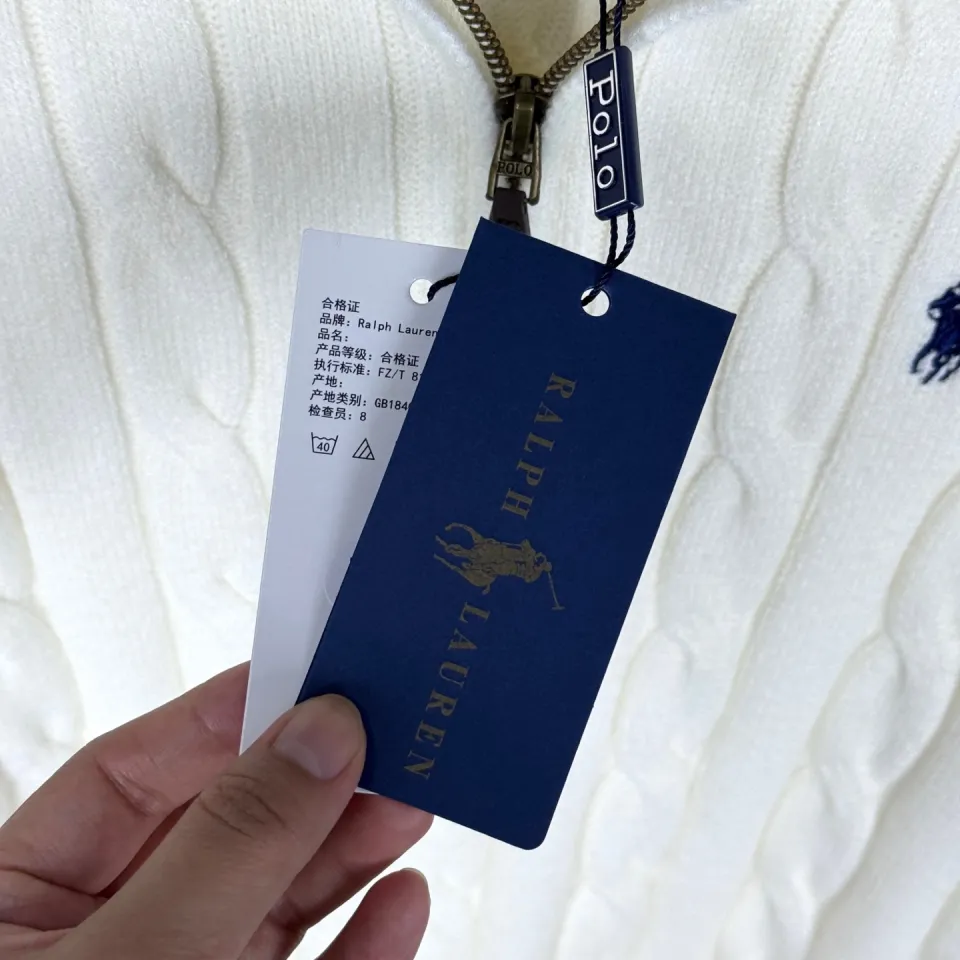 POLO
Polo
合格证
品牌: Ralph Lauren
品名:
产品等级: 合格证
执行标准: FZ/T 8
产地:
产地类别: GB184
检查员: 8
40
RALPH LAUREN